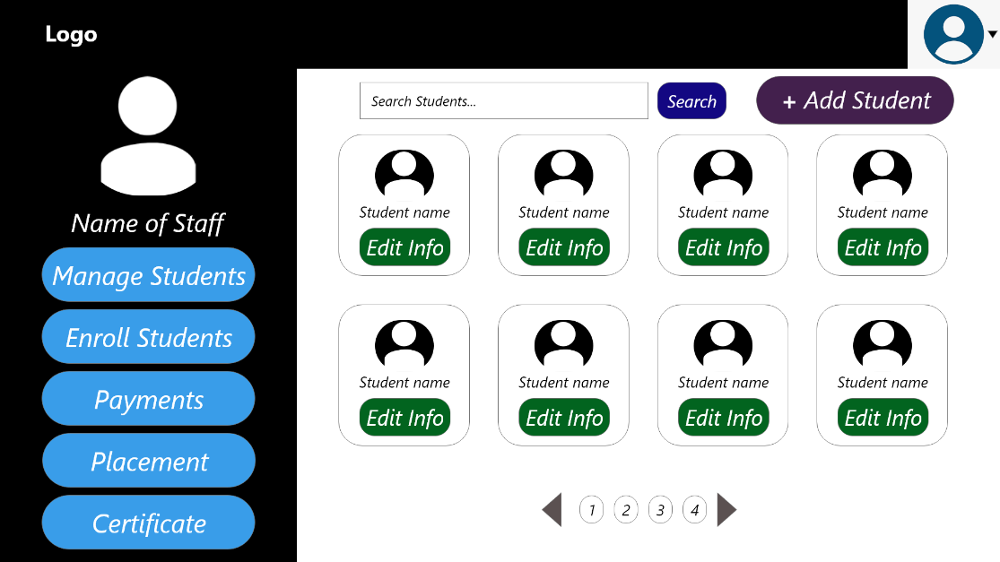 Logo
Name of Staff
Manage Students
Enroll Students
Payments
Placement
Certificate
Search Students...
Search
+ Add Student
Student name
Edit Info
Student name
Edit Info
Student name
Edit Info
Student name
Edit Info
Student name
Edit Info
Student name
Edit Info
Student name
Edit Info
Student name
Edit Info
1 2 3 4